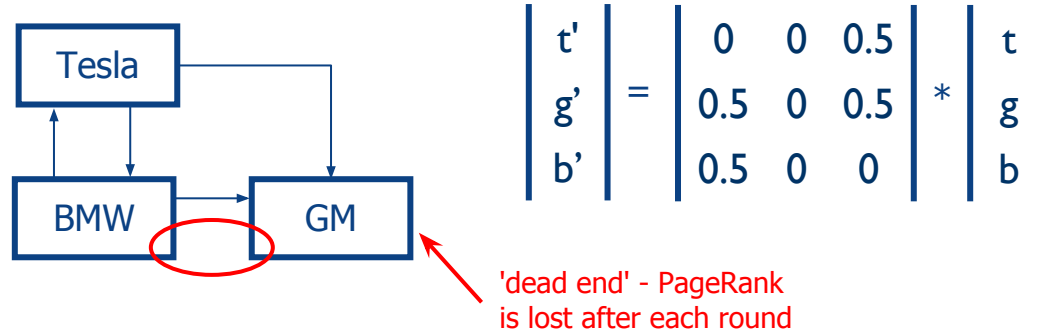 Tesla
BMW
GM
t' 0 0 0.5 t
g’ = 0.5 0 0.5 * g
b’ 0.5 0 0 b
'dead end' - PageRank
is lost after each round